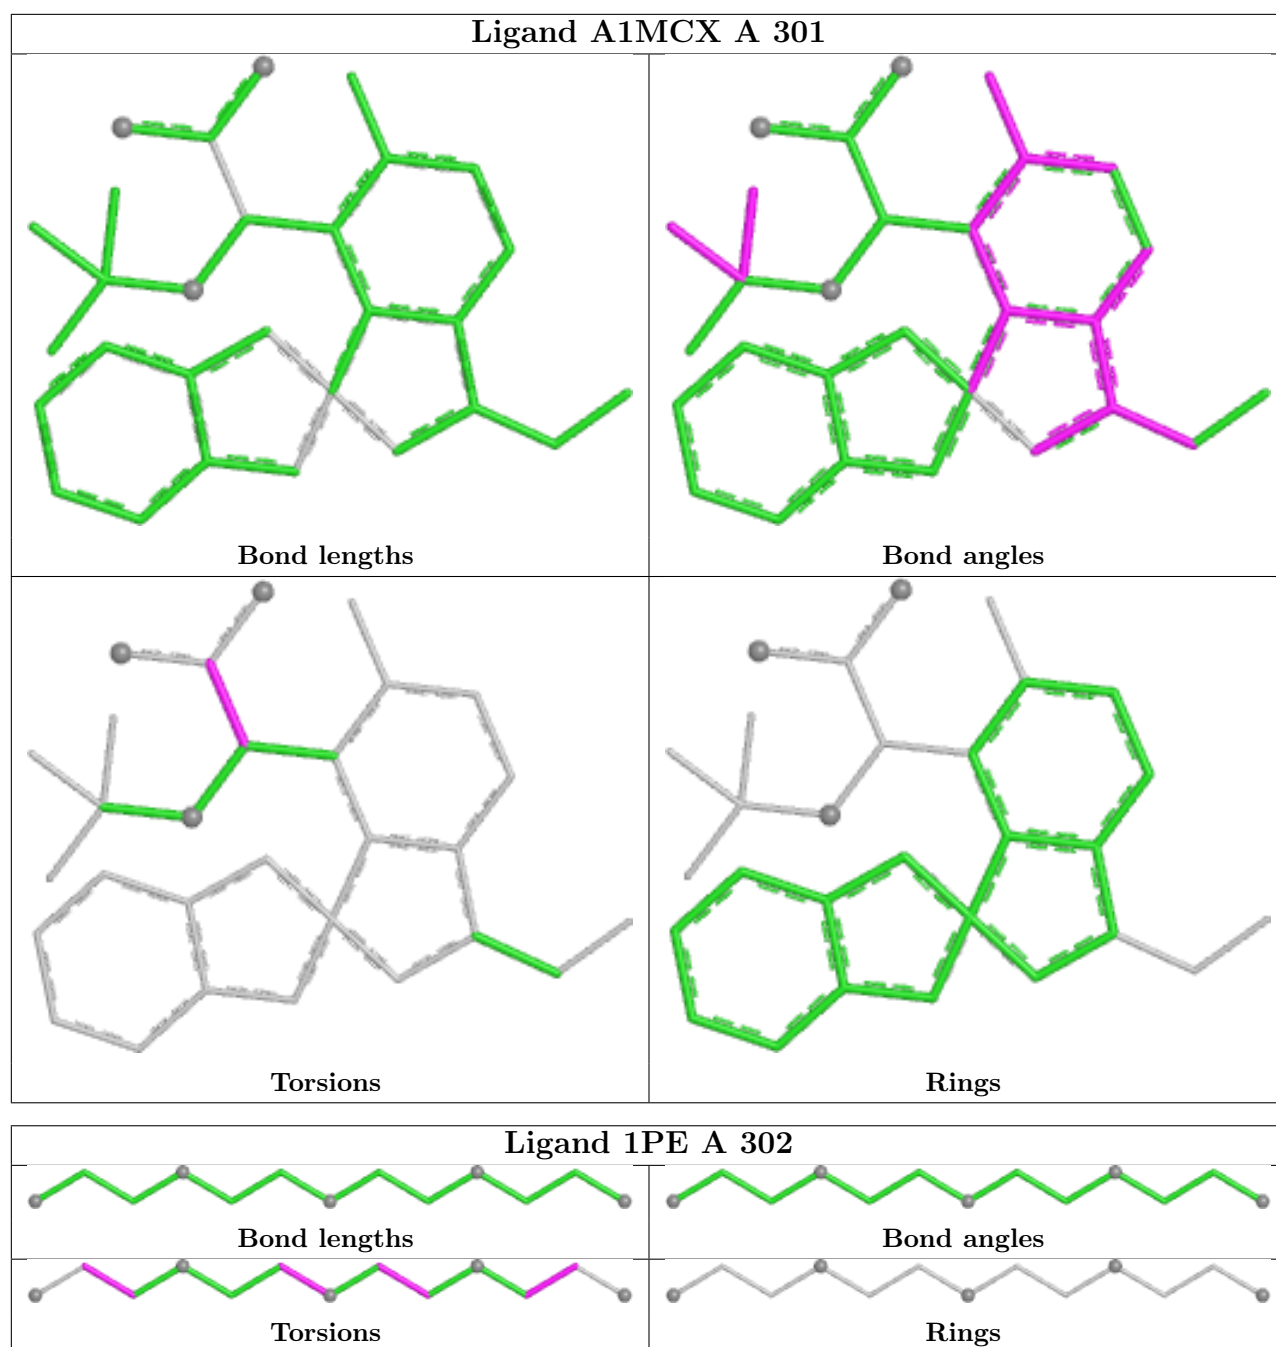 Ligand A1MCX A 301
Bond lengths
Bond angles
Torsions
Rings
Ligand 1PE A 302
Bond lengths
Bond angles
Torsions
Rings